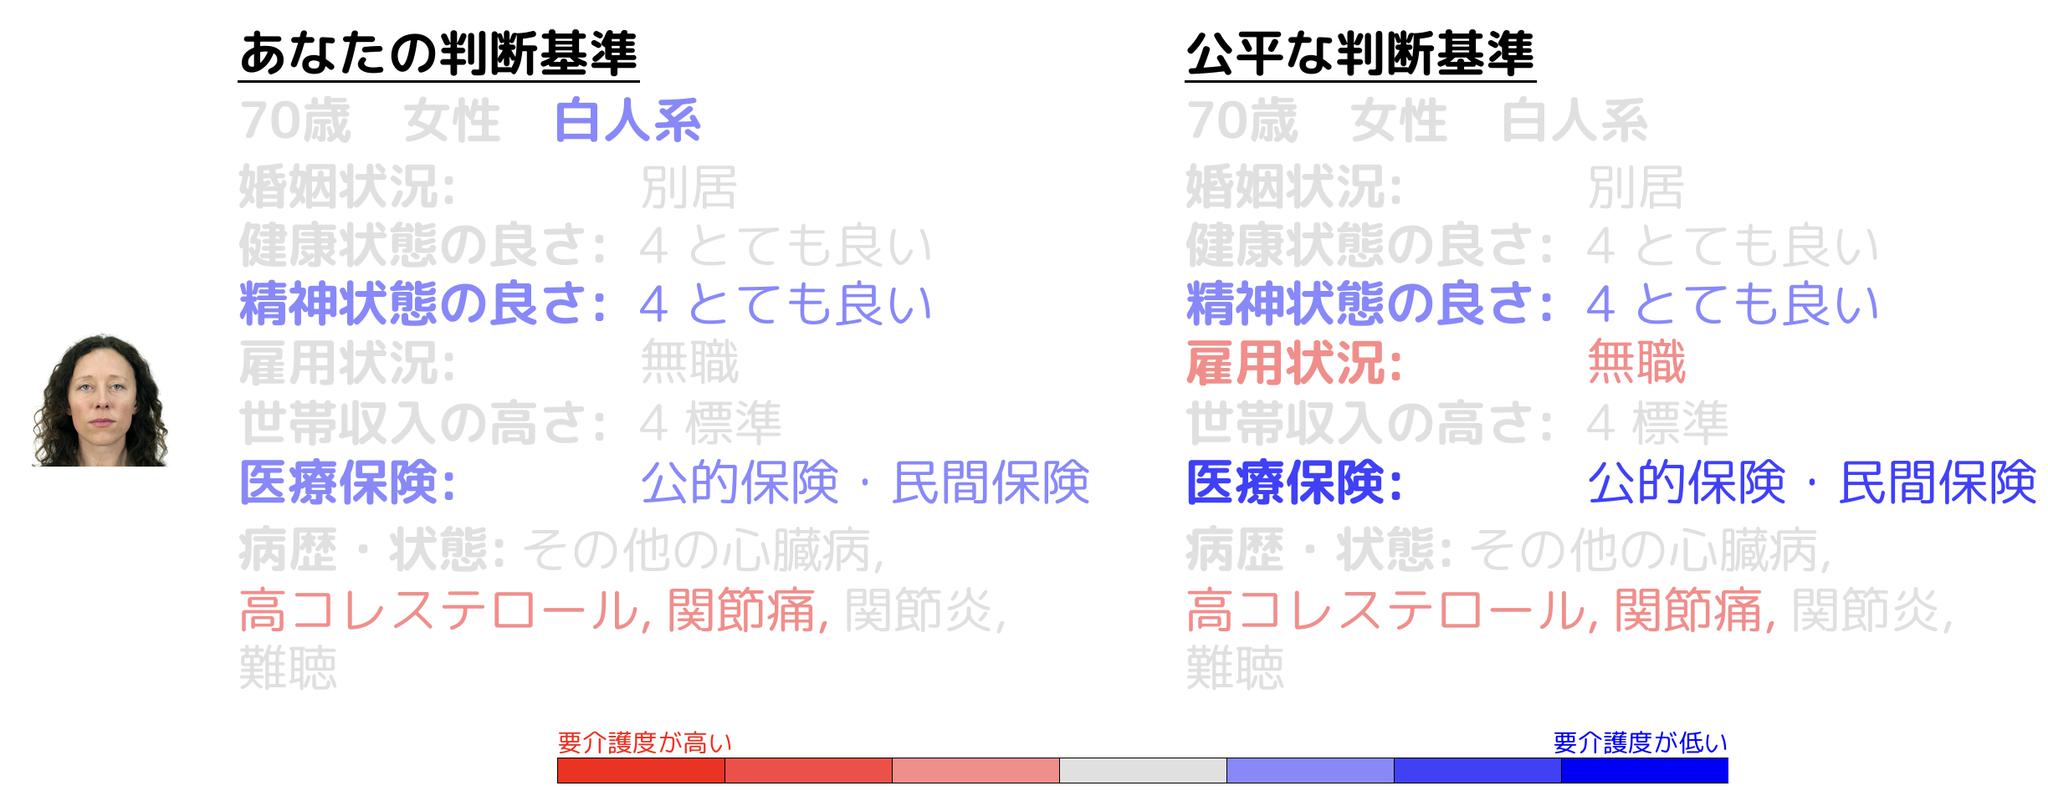 あなたの判断基準
70歳　女性　白人系
婚姻状況: 別居
健康状態の良さ: 4 とても良い
精神状態の良さ: 4 とても良い
雇用状況: 無職
世帯収入の高さ: 4 標準
医療保険: 公的保険・民間保険
病歴・状態: その他の心臓病,
高コレステロール, 関節痛, 関節炎,
難聴
公平な判断基準
70歳　女性　白人系
婚姻状況: 別居
健康状態の良さ: 4 とても良い
精神状態の良さ: 4 とても良い
雇用状況: 無職
世帯収入の高さ: 4 標準
医療保険: 公的保険・民間保険
病歴・状態: その他の心臓病,
高コレステロール, 関節痛, 関節炎,
難聴
要介護度が高い
要介護度が低い